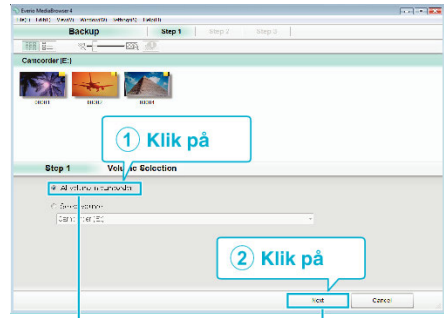 Everio MediaBrowser 4
Backup Step 1 Step 2 Step 3
Camcorder (E:)
① Klik på
Step 1 Volume Selection
All volume in camcorder
② Klik på
Next Cancel